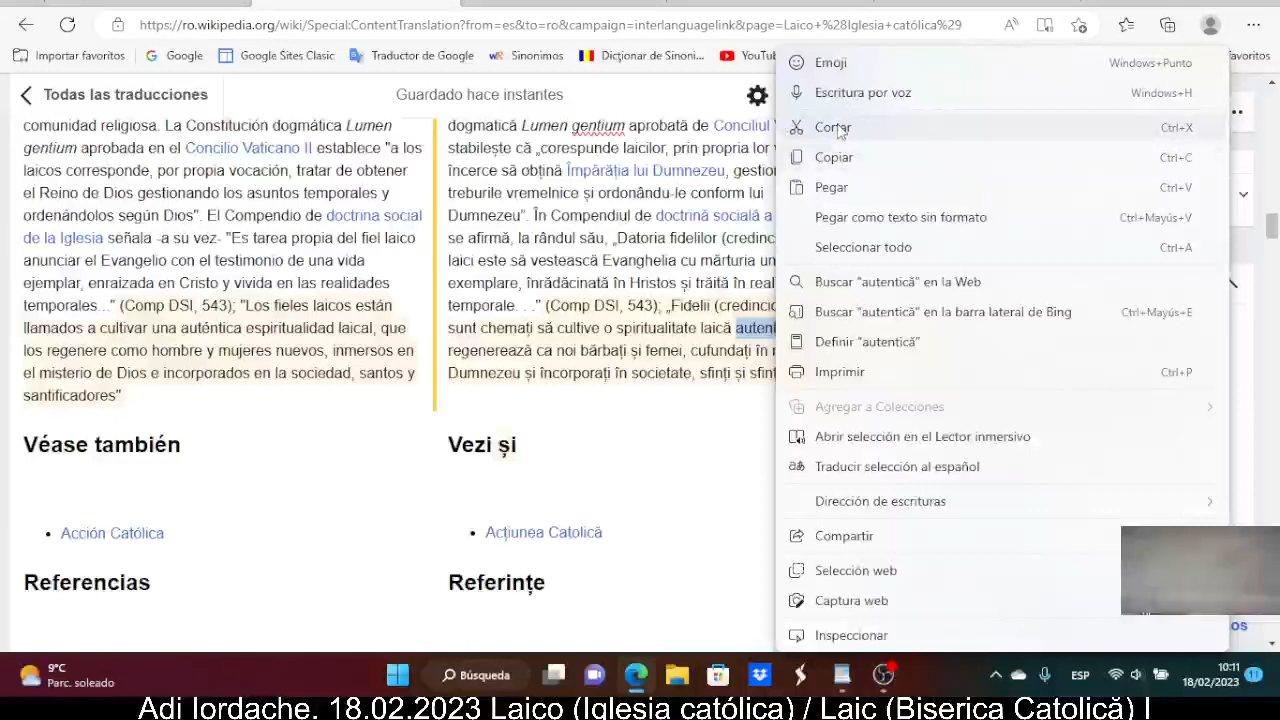 https://ro.wikipedia.org/wiki/Special:ContentTranslation?from=es&to=ro&campaign=interlanguagelink&page=Laico+%28Iglesia+católica%29
Importar favoritos
Google
Google Sites Clasic
Traductor de Google
WR Sinonimos
Dicționar de Sinoni...
YouTu
favoritos
Todas las traducciones
Guardado hace instantes
comunidad religiosa. La Constitución dogmática Lumen
gentium aprobada en el Concilio Vaticano II establece "a los
laicos corresponde, por propia vocación, tratar de obtener
el Reino de Dios gestionando los asuntos temporales y
ordenándolos según Dios". El Compendio de doctrina social
de la Iglesia señala -a su vez- "Es tarea propia del fiel laico
anunciar el Evangelio con el testimonio de una vida
ejemplar, enraizada en Cristo y vivida en las realidades
temporales..." (Comp DSI, 543); "Los fieles laicos están
llamados a cultivar una auténtica espiritualidad laical, que
los regenere como hombre y mujeres nuevos, inmersos en
el misterio de Dios e incorporados en la sociedad, santos y
santificadores"
Véase también
Acción Católica
Referencias
dogmatică Lumen gentium aprobată de Conciliul
stabilește că „corespunde laicilor, prin propria lor
încerce să obțină Împărăția lui Dumnezeu, gestion
treburile vremelnice și ordonându-le conform lui
Dumnezeu”. În Compendiul de doctrină socială a
se afirmă, la rândul său, „Datoria fidelilor (credinc
laici este să vestească Evanghelia cu mărturia un
exemplare, înrădăcinată în Hristos și trăită în real
temporale. . ." (Comp DSI, 543); „Fidelii (credincio
sunt chemați să cultive o spiritualitate laică autent
regenerează ca noi bărbați și femei, cufundați în
Dumnezeu și încorporați în societate, sfinți și sfinț
Vezi și
Acțiunea Catolică
Referințe
Emoji Windows+Punto
Escritura por voz Windows+H
Cortar Ctrl+X
Copiar Ctrl+C
Pegar Ctrl+V
Pegar como texto sin formato Ctrl+Mayús+V
Seleccionar todo Ctrl+A
Buscar "autentică" en la Web
Buscar "autentică" en la barra lateral de Bing Ctrl+Mayús+E
Definir "autentică"
Imprimir Ctrl+P
Agregar a Colecciones
Abrir selección en el Lector inmersivo
Traducir selección al español
Dirección de escrituras
Compartir
Selección web
Captura web
Inspeccionar
os
9°C
Parc. soleado
Búsqueda
ESP
10:11
18/02/2023
11
Adi Iordache. 18.02.2023 Laico (Iglesia católica) / Laic (Biserica Catolică) I